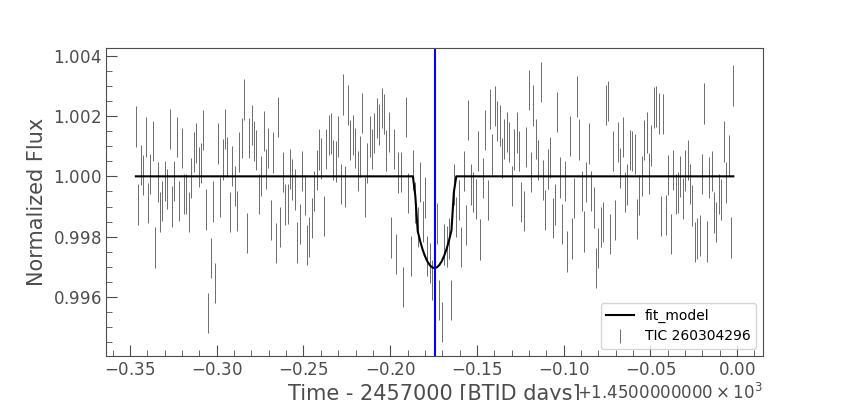 1.004
1.002
1.000
0.998
0.996
Normalized Flux
fit_model
TIC 260304296
−0.35 −0.30 −0.25 −0.20 −0.15 −0.10 −0.05 0.00
Time - 2457000 [BTJD days]
+1.4500000000 × 10³